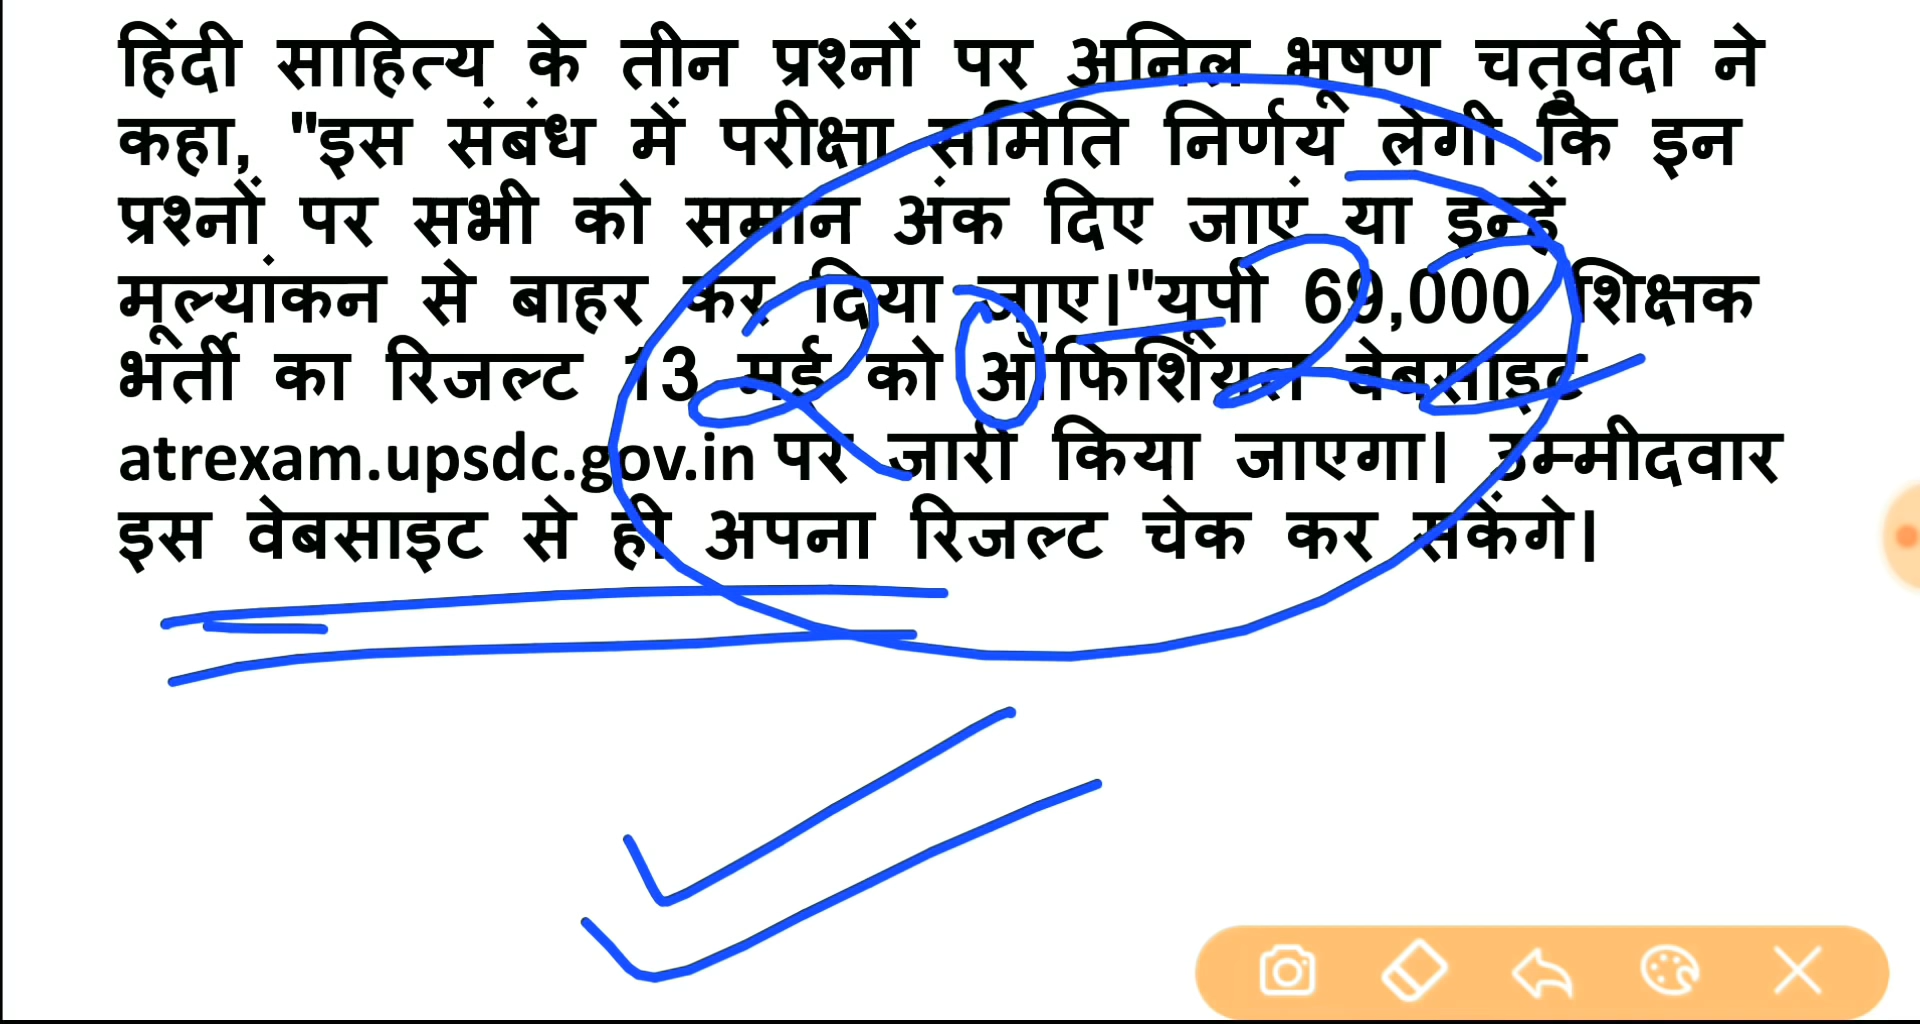 हिंदी साहित्य के तीन प्रश्नों पर अनिल भूषण चतुर्वेदी ने
कहा, "इस संबंध में परीक्षा समिति निर्णय लेगी कि इन
प्रश्नों पर सभी को समान अंक दिए जाएं या इन्हें
मूल्यांकन से बाहर कर दिया जाए।"यूपी 69,000 शिक्षक
भर्ती का रिजल्ट 13 मई को ऑफिशियल वेबसाइट
atrexam.upsdc.gov.in पर जारी किया जाएगा। उम्मीदवार
इस वेबसाइट से ही अपना रिजल्ट चेक कर सकेंगे।
20-22